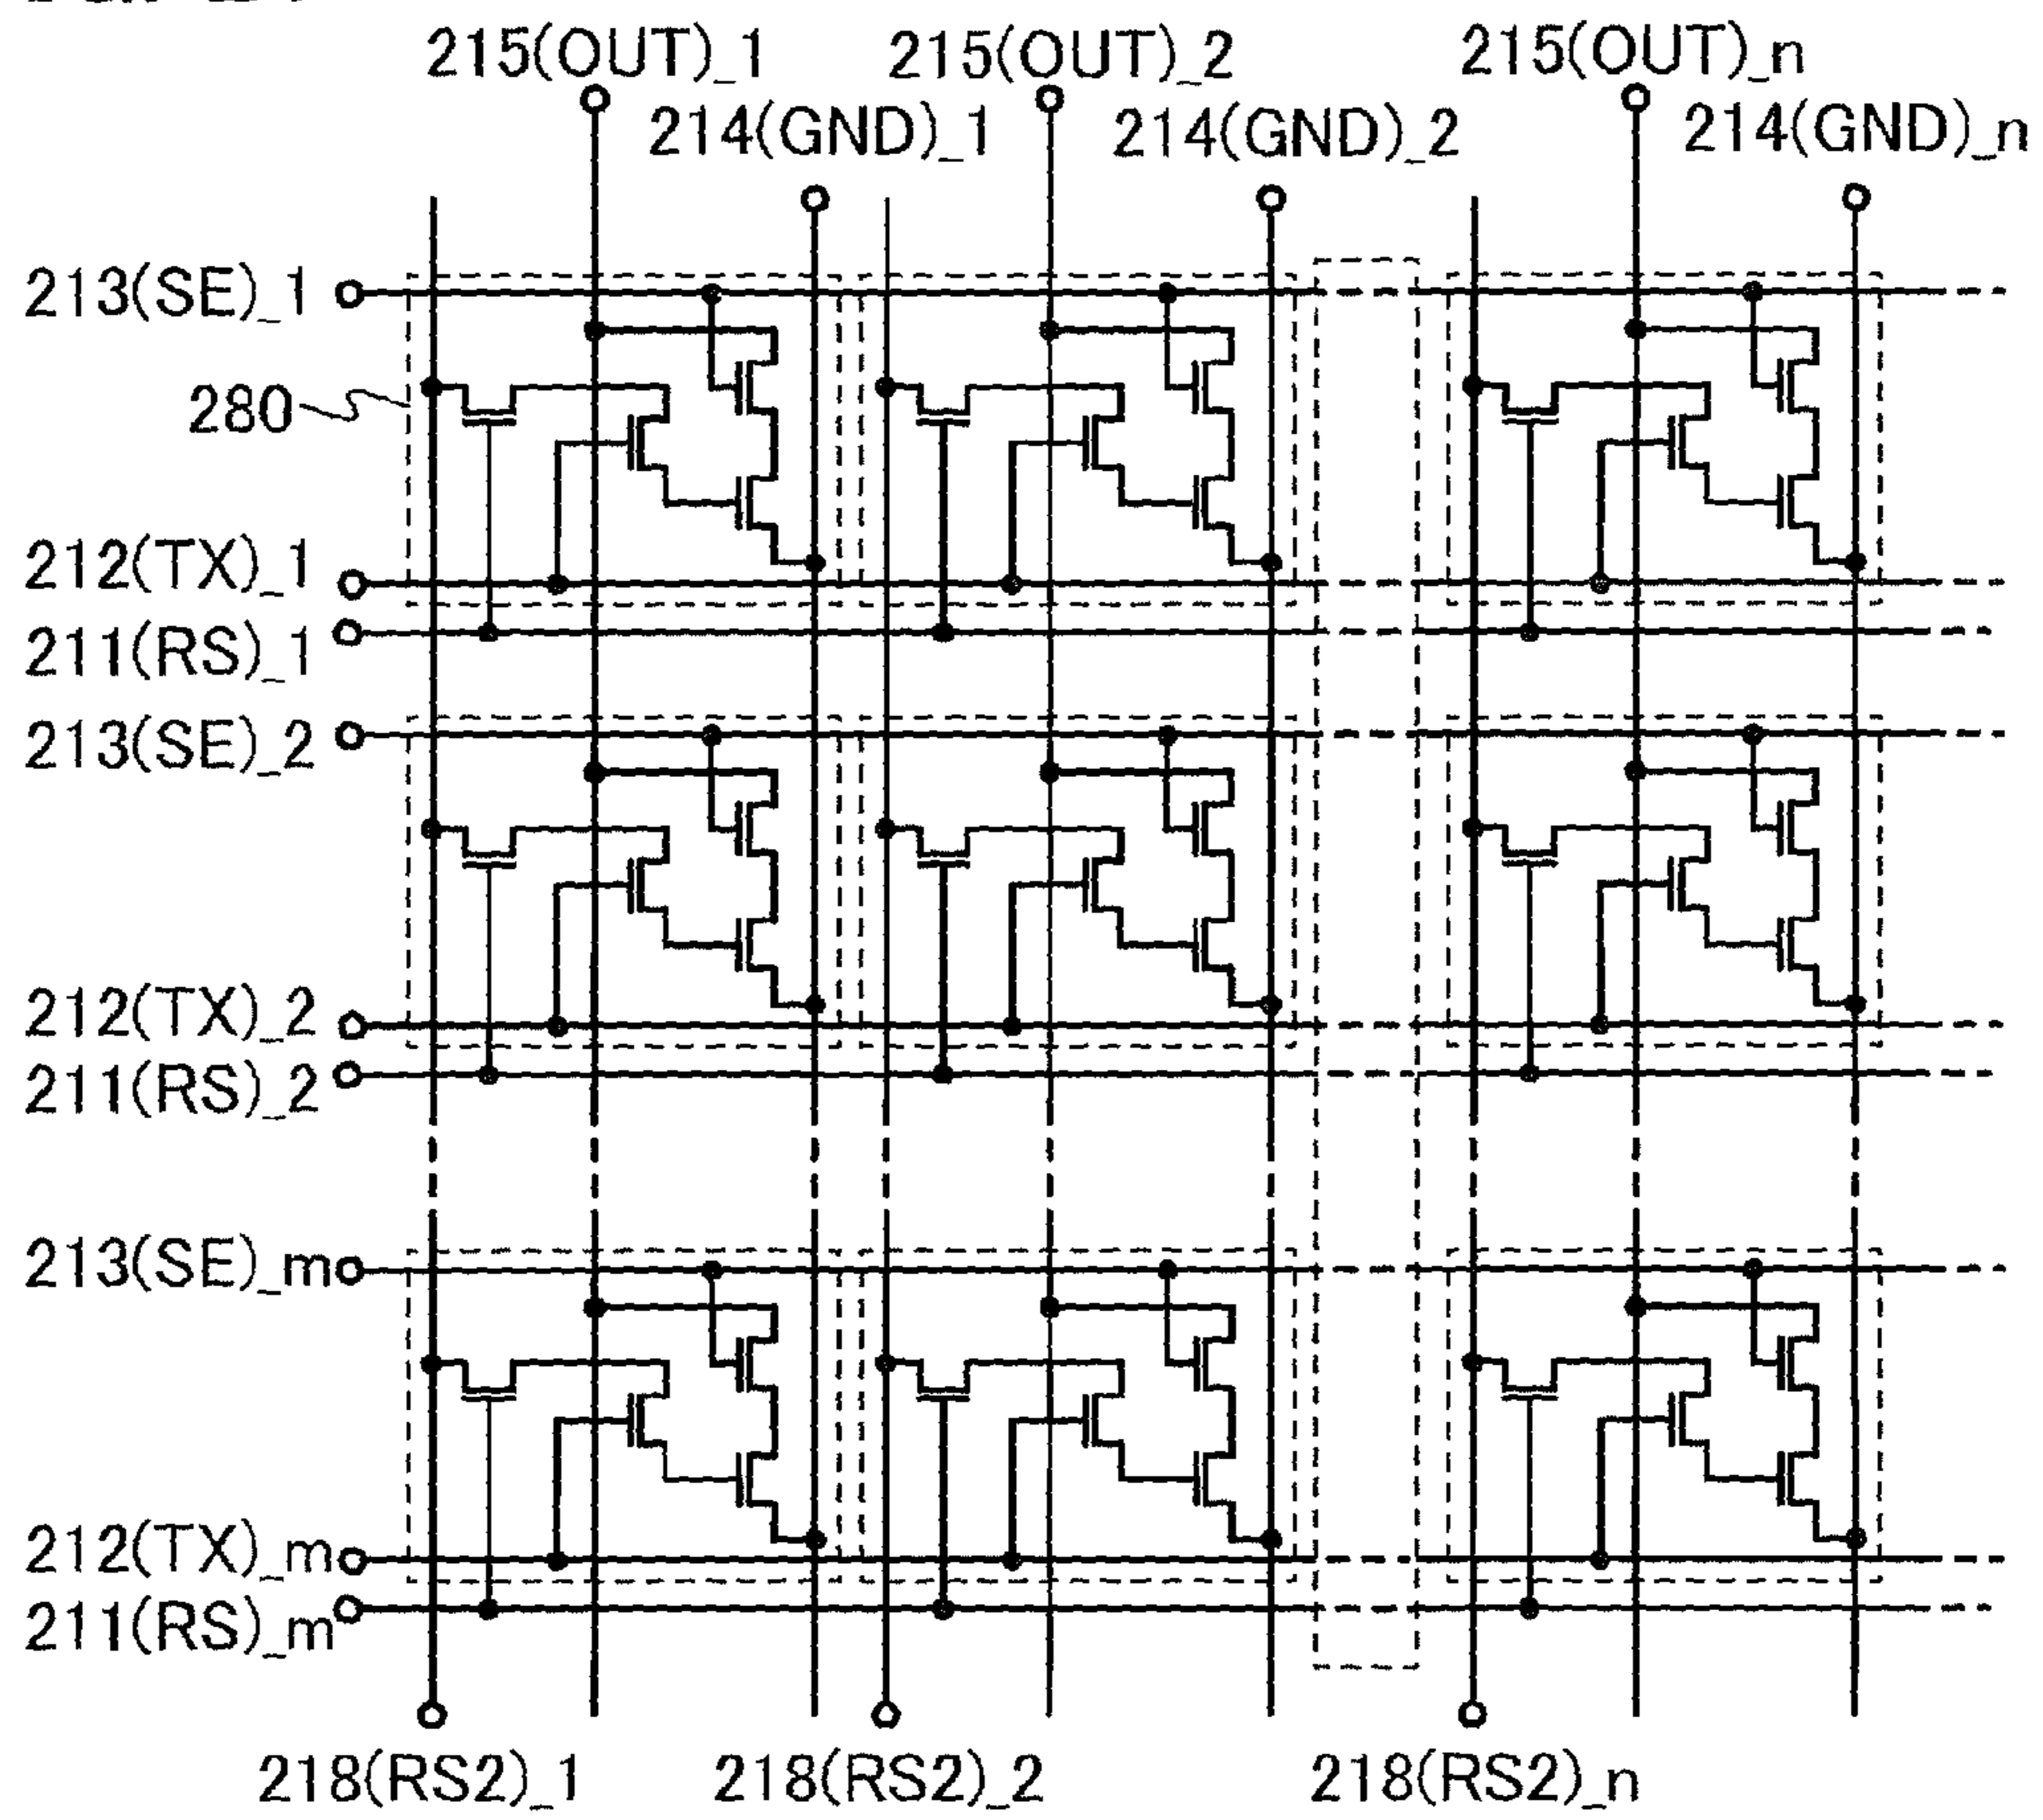 215(OUT)_1 215(OUT)_2 215(OUT)_n
214(GND)_1 214(GND)_2 214(GND)_n
213(SE)_1
280
212(TX)_1
211(RS)_1
213(SE)_2
212(TX)_2
211(RS)_2
213(SE)_m
212(TX)_m
211(RS)_m
218(RS2)_1 218(RS2)_2 218(RS2)_n